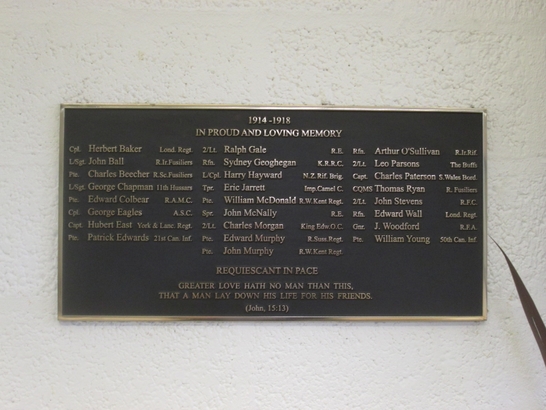 1914-1918
IN PROUD AND LOVING MEMORY
Cpl. Herbert Baker Lond. Regt.
L/Sgt. John Ball R.Ir.Fusiliers
Pte. Charles Beecher R.Sc.Fusiliers
L/Sgt. George Chapman 11th Hussars
Pte. Edward Colbear R.A.M.C.
Cpl. George Eagles A.S.C.
Capt. Hubert East York & Lanc. Regt.
Pte. Patrick Edwards 21st Can. Inf.
2/Lt. Ralph Gale R.E.
Rfn. Sydney Geoghegan K.R.R.C.
L/Cpl. Harry Hayward N.Z.Rif. Brig.
Tpr. Eric Jarrett Imp.Camel C.
Pte. William McDonald R.W.Kent Regt.
Spr. John McNally R.E.
2/Lt. Charles Morgan King Edw.O.C.
Pte. Edward Murphy R.Suss.Regt.
Pte. John Murphy R.W.Kent Regt.
Rfn. Arthur O'Sullivan R.Ir.Rif.
2/Lt. Leo Parsons The Buffs
Capt. Charles Paterson S.Wales Bord.
CQMS Thomas Ryan R. Fusiliers
2/Lt. John Stevens R.F.C.
Rfn. Edward Wall Lond. Regt.
Gnr. J. Woodford R.F.A.
Pte. William Young 50th Can. Inf.
REQUIESCANT IN PACE
GREATER LOVE HATH NO MAN THAN THIS,
THAT A MAN LAY DOWN HIS LIFE FOR HIS FRIENDS.
(John, 15:13)